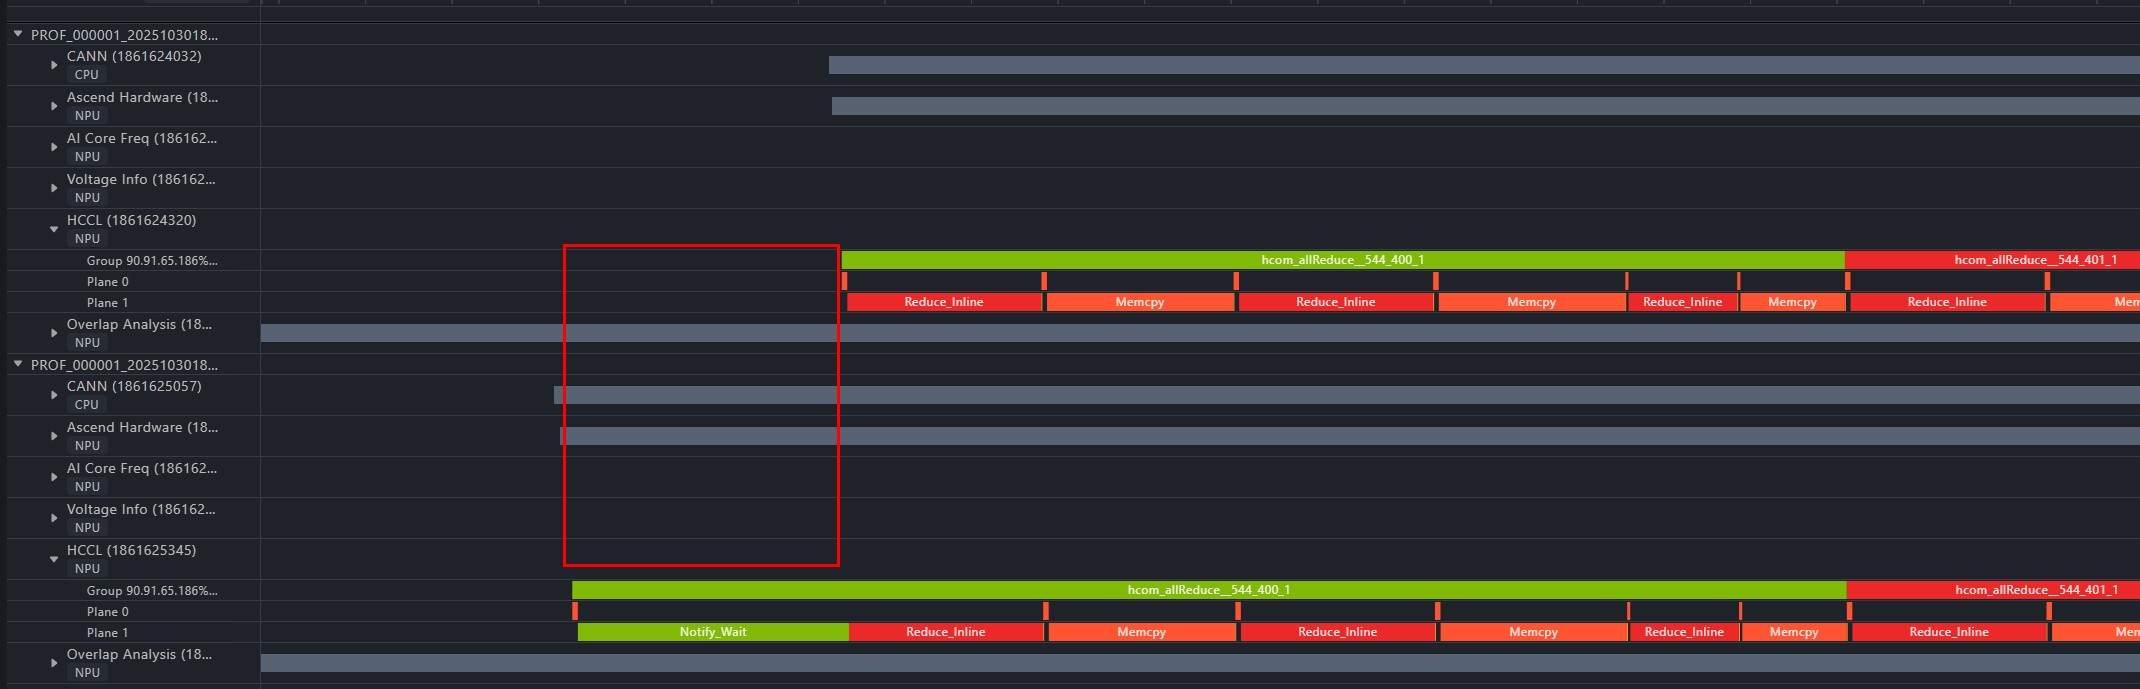 PROF_000001_2025103018...
CANN (1861624032)
CPU
Ascend Hardware (18...
NPU
AI Core Freq (186162...
NPU
Voltage Info (186162...
NPU
HCCL (1861624320)
NPU
Group 90.91.65.186%... hcom_allReduce__544_400_1 hcom_allReduce__544_401_1
Plane 0
Plane 1 Reduce_Inline Memcpy Reduce_Inline Memcpy Reduce_Inline Memcpy Reduce_Inline Mem
Overlap Analysis (18...
NPU
PROF_000001_2025103018...
CANN (1861625057)
CPU
Ascend Hardware (18...
NPU
AI Core Freq (186162...
NPU
Voltage Info (186162...
NPU
HCCL (1861625345)
NPU
Group 90.91.65.186%... hcom_allReduce__544_400_1 hcom_allReduce__544_401_1
Plane 0
Plane 1 Notify_Wait Reduce_Inline Memcpy Reduce_Inline Memcpy Reduce_Inline Memcpy Reduce_Inline Mem
Overlap Analysis (18...
NPU